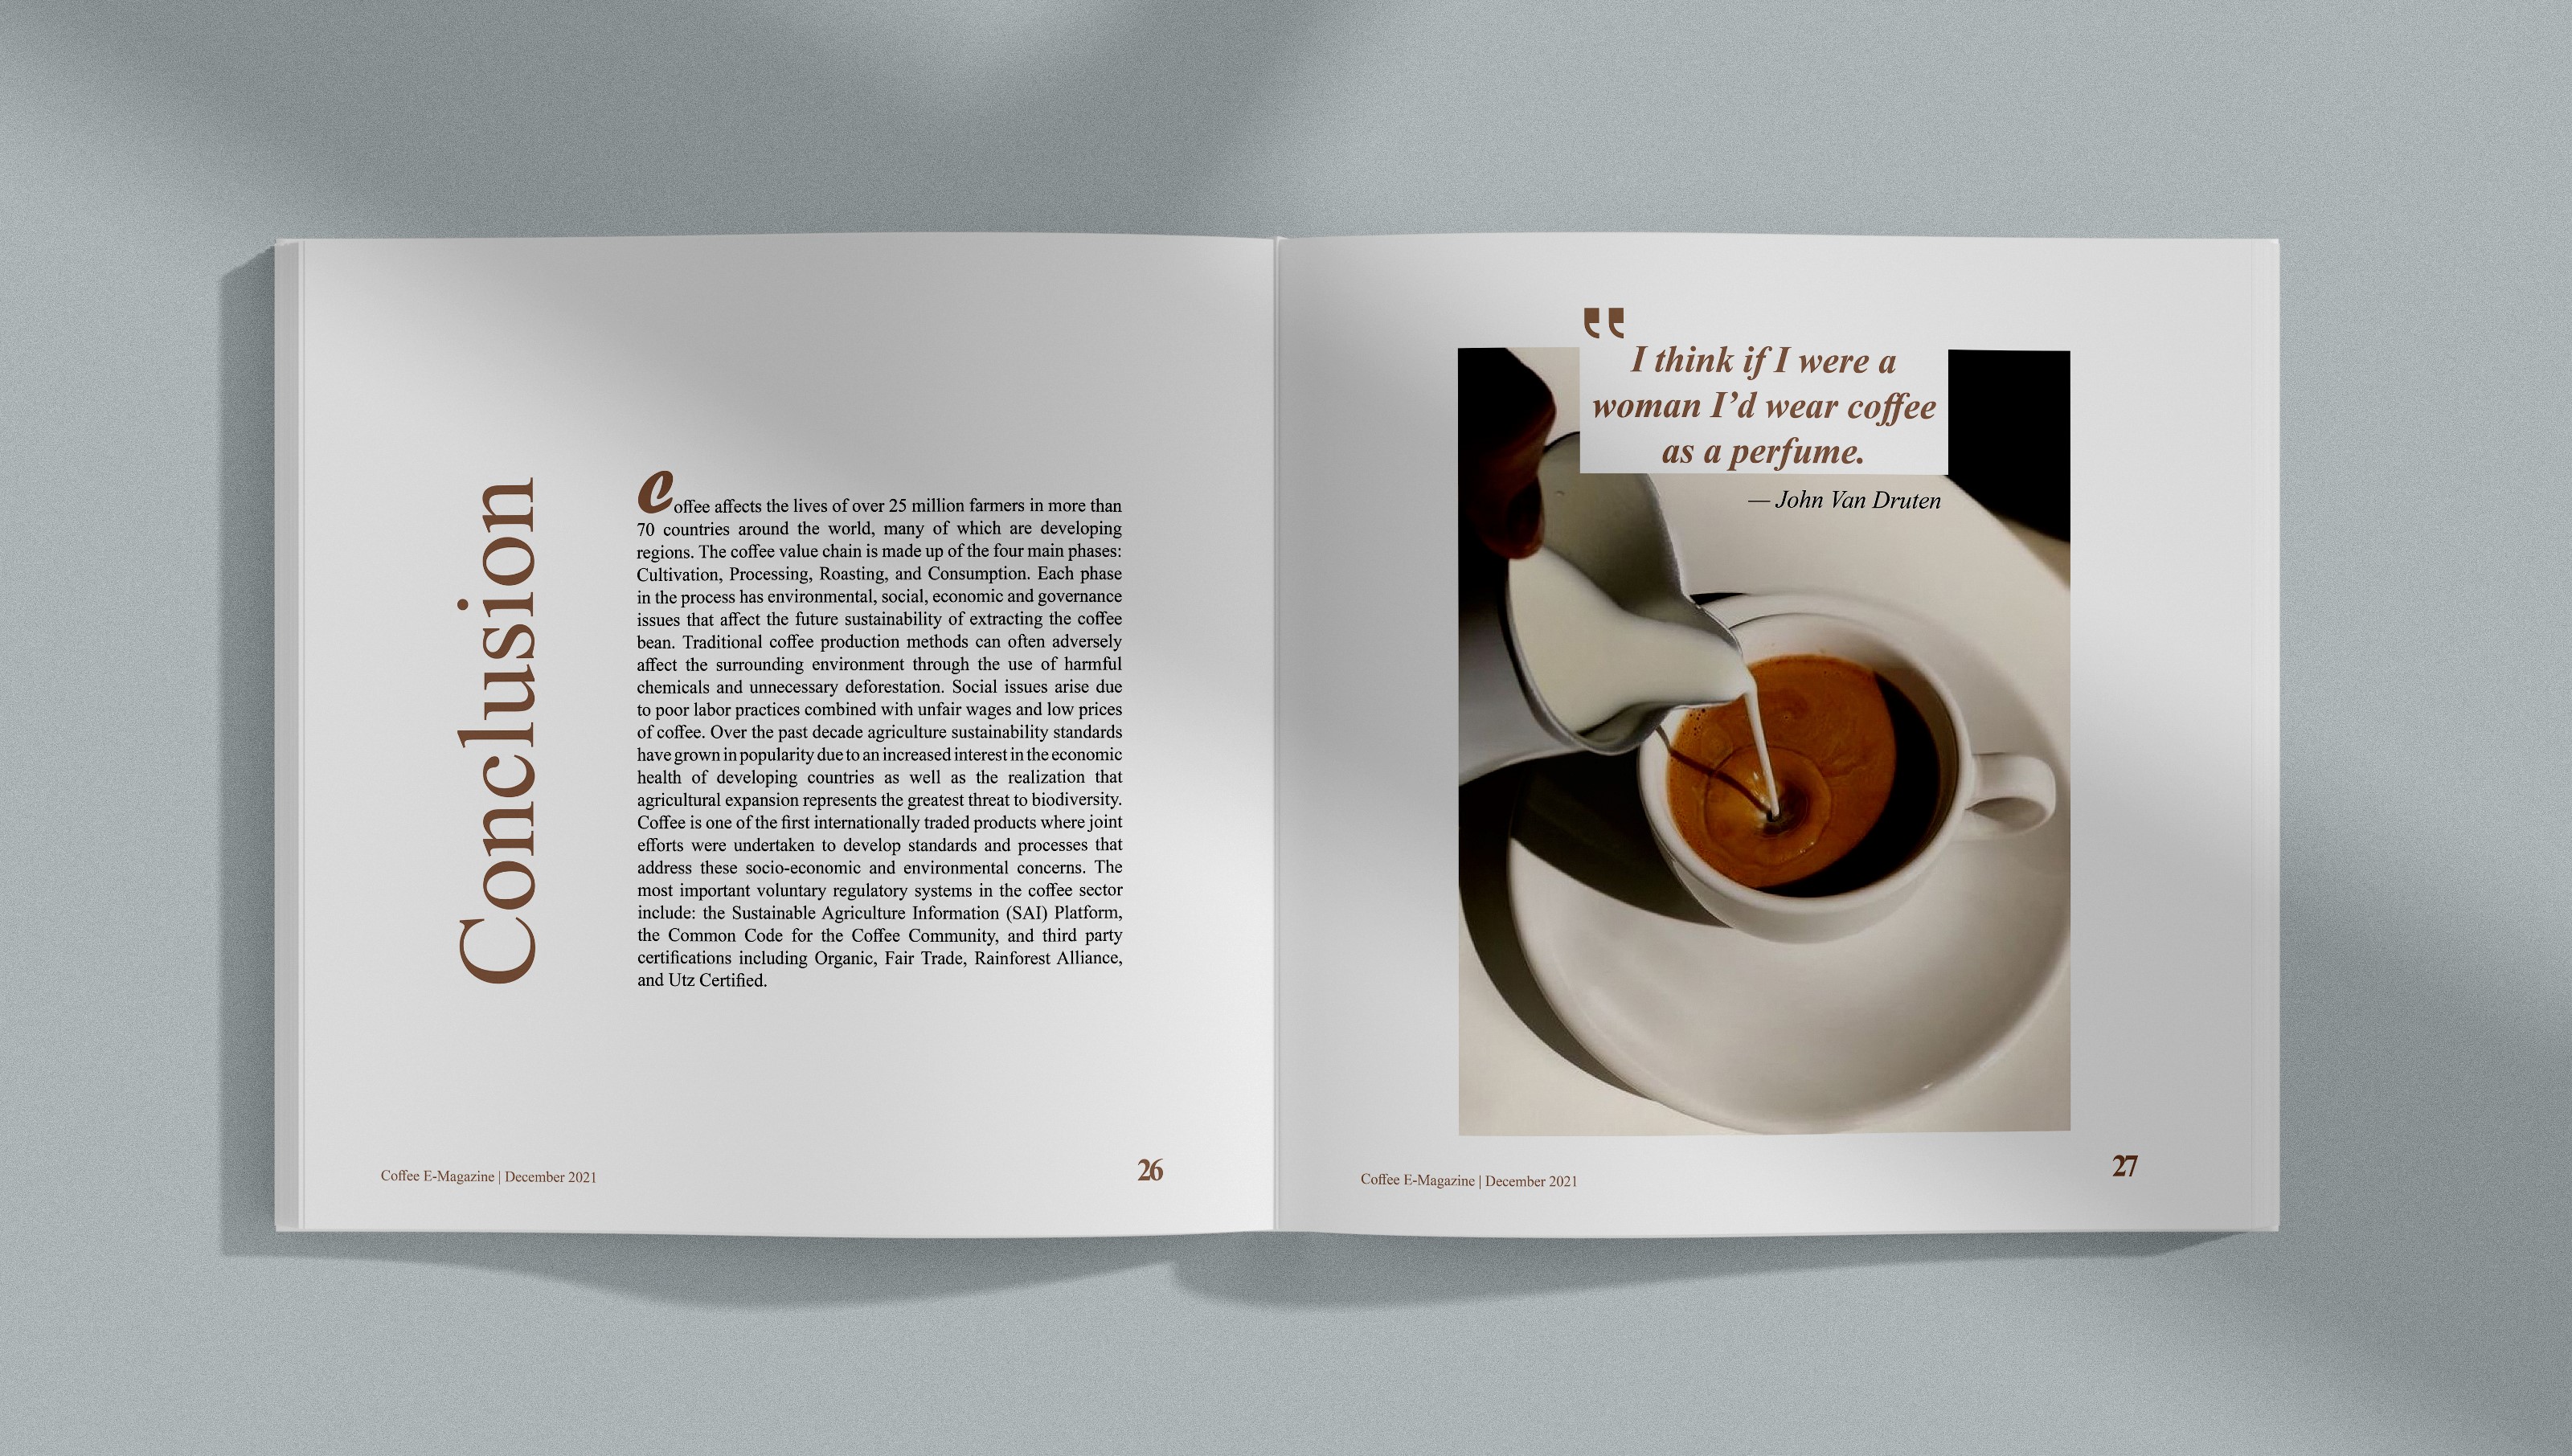 Conclusion
Coffee affects the lives of over 25 million farmers in more than
70 countries around the world, many of which are developing
regions. The coffee value chain is made up of the four main phases:
Cultivation, Processing, Roasting, and Consumption. Each phase
in the process has environmental, social, economic and governance
issues that affect the future sustainability of extracting the coffee
bean. Traditional coffee production methods can often adversely
affect the surrounding environment through the use of harmful
chemicals and unnecessary deforestation. Social issues arise due
to poor labor practices combined with unfair wages and low prices
of coffee. Over the past decade agriculture sustainability standards
have grown in popularity due to an increased interest in the economic
health of developing countries as well as the realization that
agricultural expansion represents the greatest threat to biodiversity.
Coffee is one of the first internationally traded products where joint
efforts were undertaken to develop standards and processes that
address these socio-economic and environmental concerns. The
most important voluntary regulatory systems in the coffee sector
include: the Sustainable Agriculture Information (SAI) Platform,
the Common Code for the Coffee Community, and third party
certifications including Organic, Fair Trade, Rainforest Alliance,
and Utz Certified.
Coffee E-Magazine | December 2021
26
"
I think if I were a
woman I’d wear coffee
as a perfume.
— John Van Druten
Coffee E-Magazine | December 2021
27